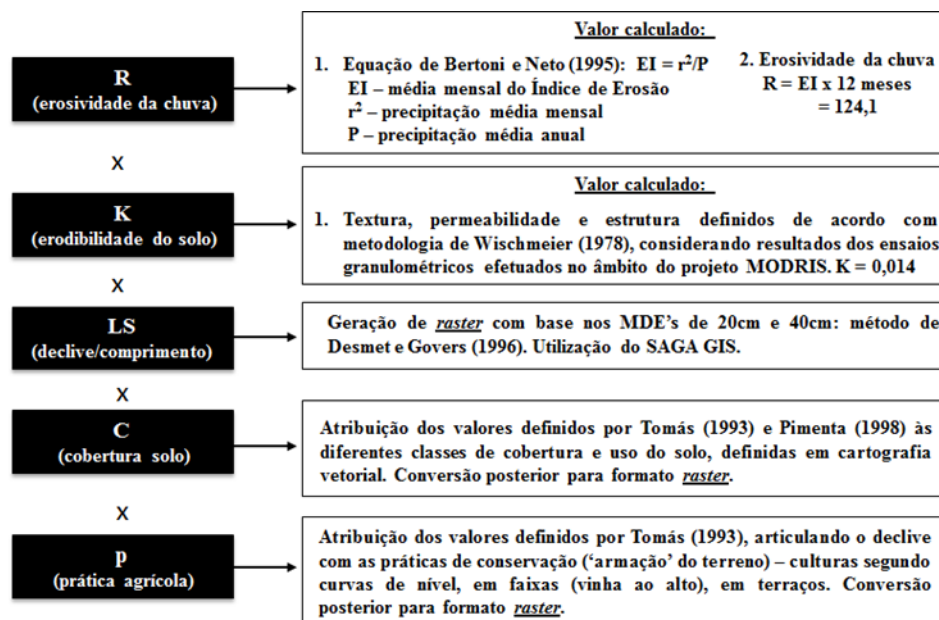 R
(erosividade da chuva)
Valor calculado:
1. Equação de Bertoni e Neto (1995): EI = r²/P
EI – média mensal do Índice de Erosão
r² – precipitação média mensal
P – precipitação média anual
2. Erosividade da chuva
R = EI x 12 meses
= 124,1
X
K
(erodibilidade do solo)
Valor calculado:
1. Textura, permeabilidade e estrutura definidos de acordo com
metodologia de Wischmeier (1978), considerando resultados dos ensaios
granulométricos efetuados no âmbito do projeto MODRIS. K = 0,014
X
LS
(declive/comprimento)
Geração de raster com base nos MDE’s de 20cm e 40cm: método de
Desmet e Govers (1996). Utilização do SAGA GIS.
X
C
(cobertura solo)
Atribuição dos valores definidos por Tomás (1993) e Pimenta (1998) às
diferentes classes de cobertura e uso do solo, definidas em cartografia
vetorial. Conversão posterior para formato raster.
X
p
(prática agrícola)
Atribuição dos valores definidos por Tomás (1993), articulando o declive
com as práticas de conservação (‘armação’ do terreno) – culturas segundo
curvas de nível, em faixas (vinha ao alto), em terraços. Conversão
posterior para formato raster.